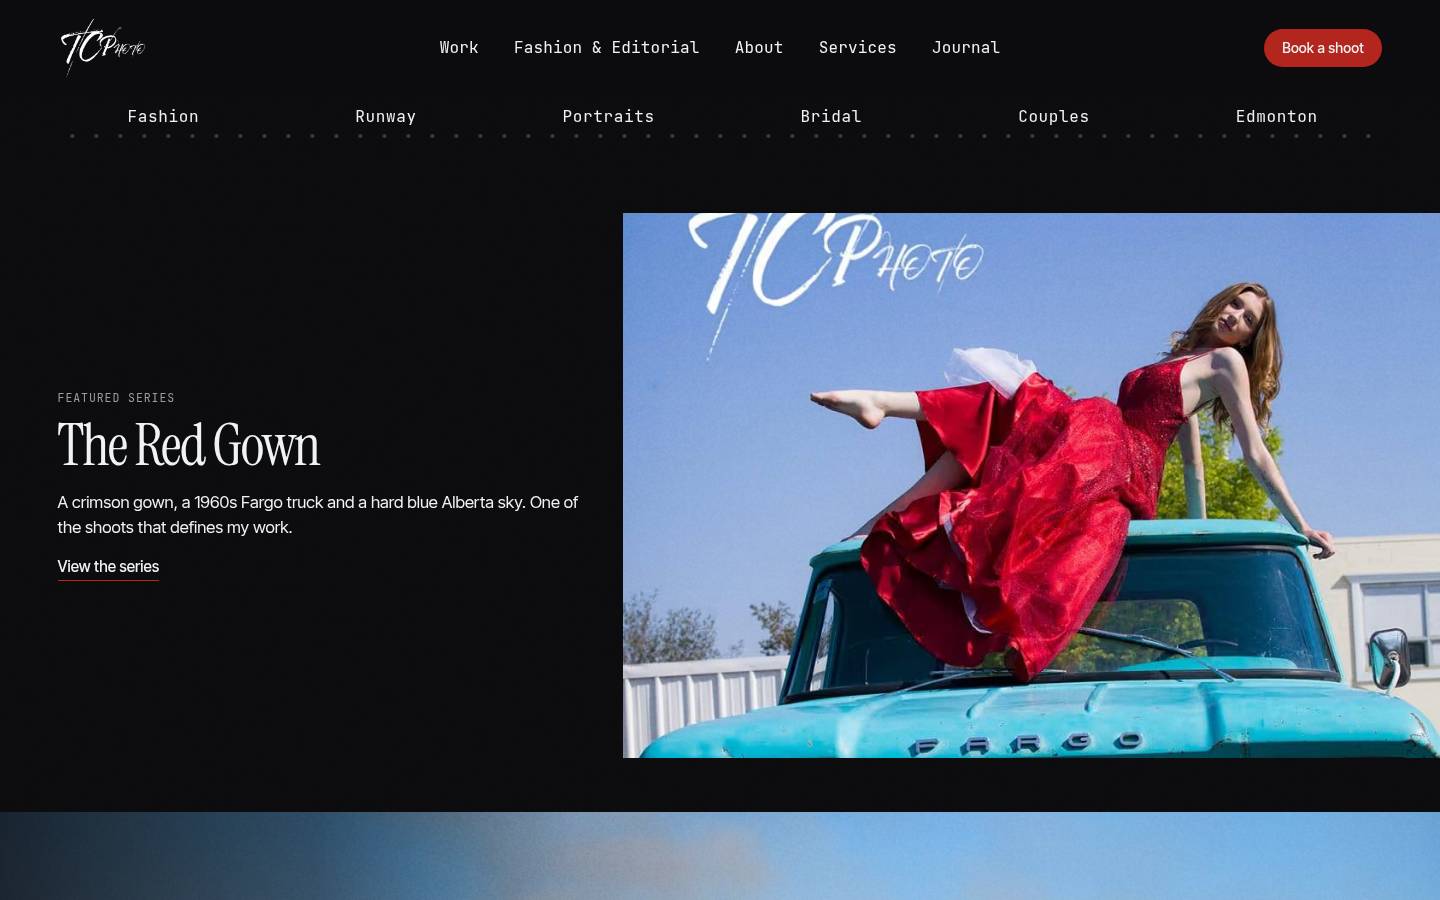 TCPHOTO
Work
Fashion & Editorial
About
Services
Journal
Book a shoot
Fashion
Runway
Portraits
Bridal
Couples
Edmonton
TCPHOTO
FEATURED SERIES
The Red Gown
A crimson gown, a 1960s Fargo truck and a hard blue Alberta sky. One of
the shoots that defines my work.
View the series
FARGO